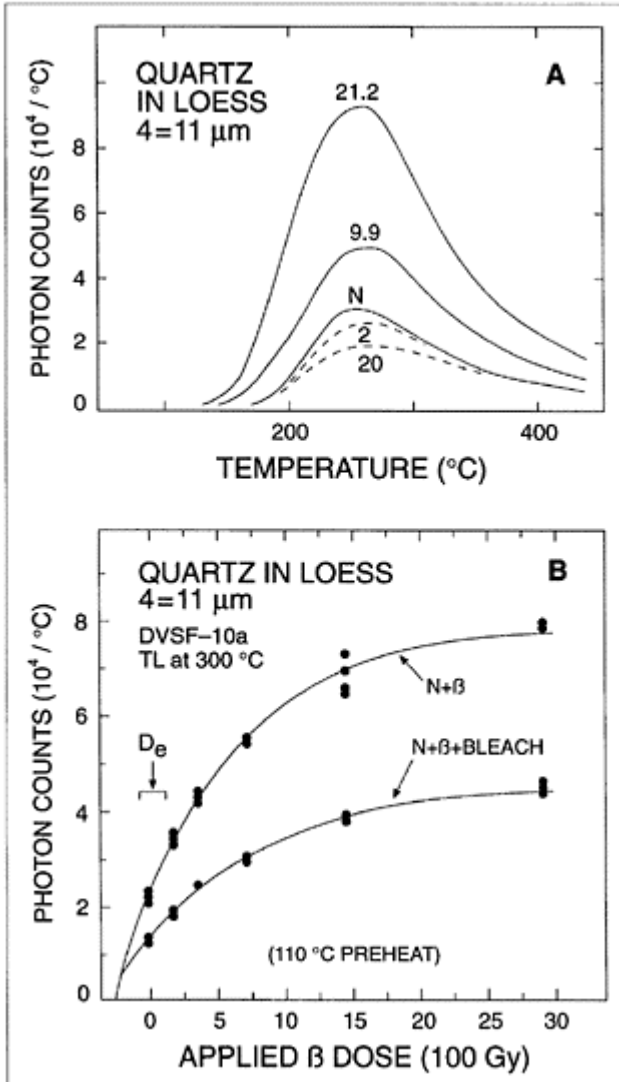 A
QUARTZ
IN LOESS
4=11 μm
21.2
9.9
N
2
20
PHOTON COUNTS (10⁴ / °C)
8
6
4
2
0
200
400
TEMPERATURE (°C)
B
QUARTZ IN LOESS
4=11 μm
DVSF–10a
TL at 300 °C
Dₑ
N+ß
N+ß+BLEACH
(110 °C PREHEAT)
PHOTON COUNTS (10⁴ / °C)
8
6
4
2
0
0
5
10
15
20
25
30
APPLIED ß DOSE (100 Gy)